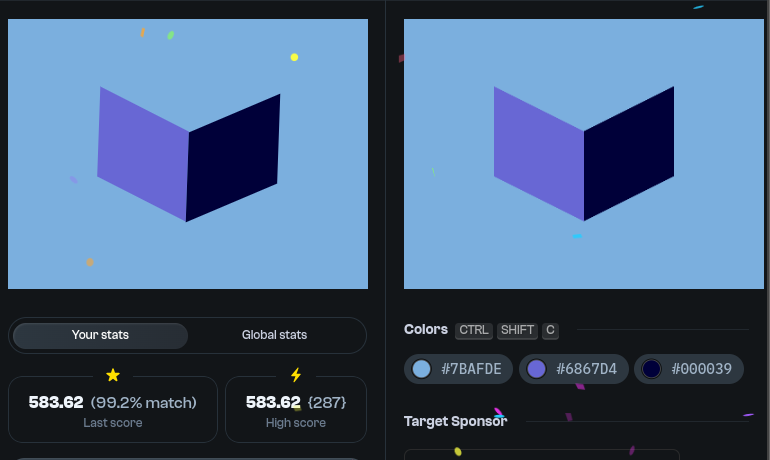 Your stats
Global stats
583.62 (99.2% match)
Last score
583.62 {287}
High score
Colors CTRL SHIFT C
#7BAFDE
#6867D4
#000039
Target Sponsor